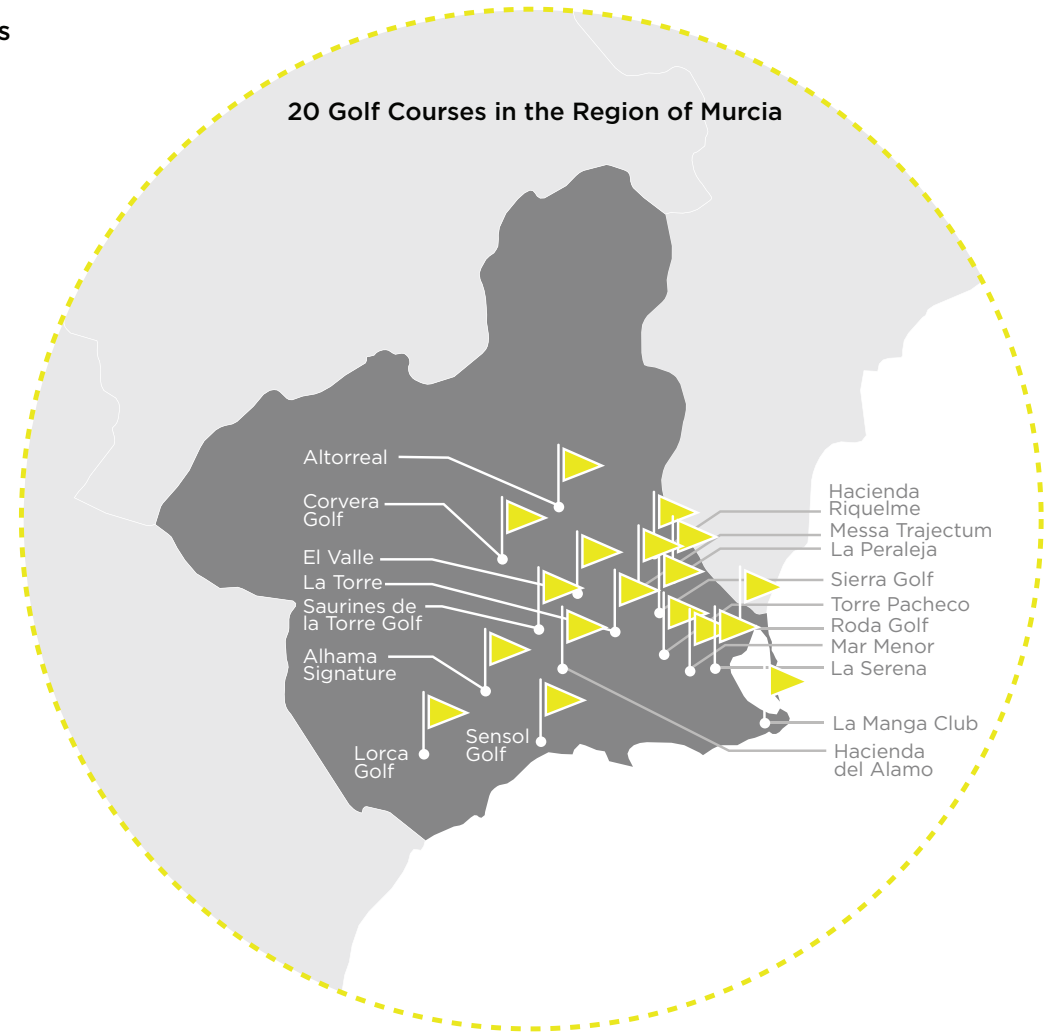 s
20 Golf Courses in the Region of Murcia
Altorreal
Corvera
Golf
El Valle
La Torre
Saurines de
la Torre Golf
Alhama
Signature
Lorca
Golf
Sensol
Golf
Hacienda
Riquelme
Messa Trajectum
La Peraleja
Sierra Golf
Torre Pacheco
Roda Golf
Mar Menor
La Serena
La Manga Club
Hacienda
del Alamo